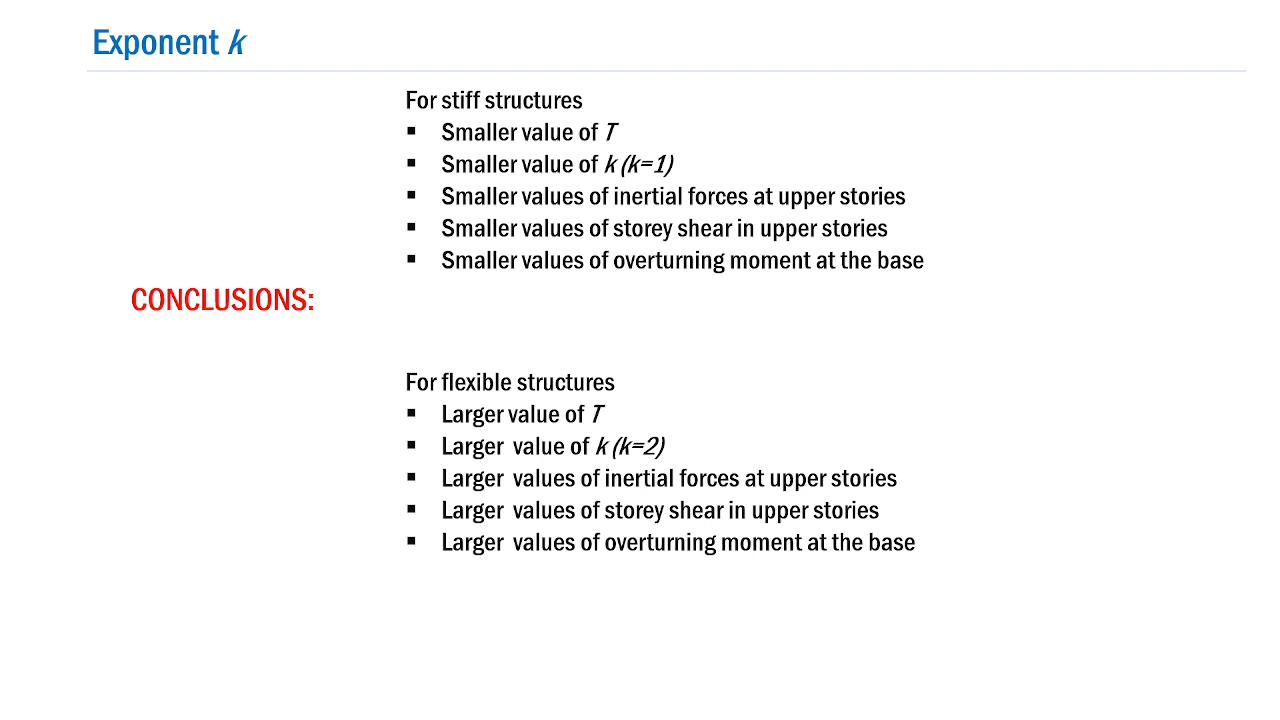 Exponent k
For stiff structures
▪ Smaller value of T
▪ Smaller value of k (k=1)
▪ Smaller values of inertial forces at upper stories
▪ Smaller values of storey shear in upper stories
▪ Smaller values of overturning moment at the base
CONCLUSIONS:
For flexible structures
▪ Larger value of T
▪ Larger value of k (k=2)
▪ Larger values of inertial forces at upper stories
▪ Larger values of storey shear in upper stories
▪ Larger values of overturning moment at the base